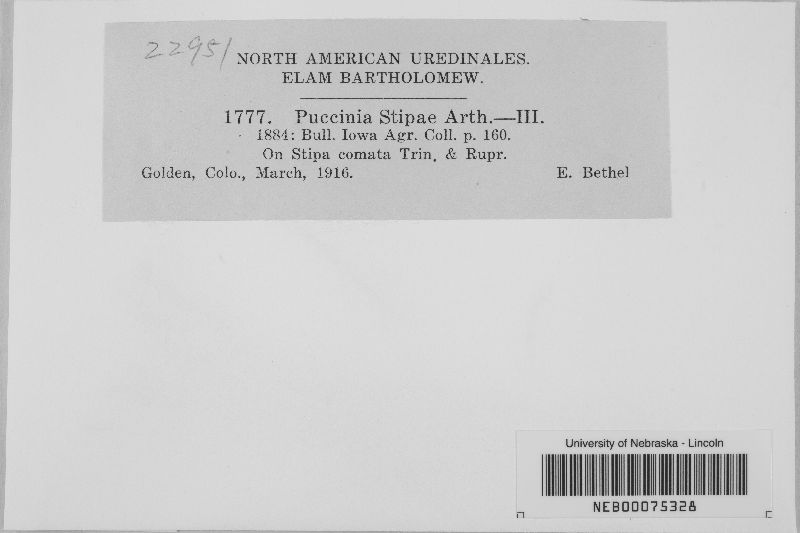 22951
NORTH AMERICAN UREDINALES.
ELAM BARTHOLOMEW.
1777. Puccinia Stipae Arth.—III.
1884: Bull. Iowa Agr. Coll. p. 160.
On Stipa comata Trin. & Rupr.
Golden, Colo., March, 1916. E. Bethel
University of Nebraska - Lincoln
NEB00075328